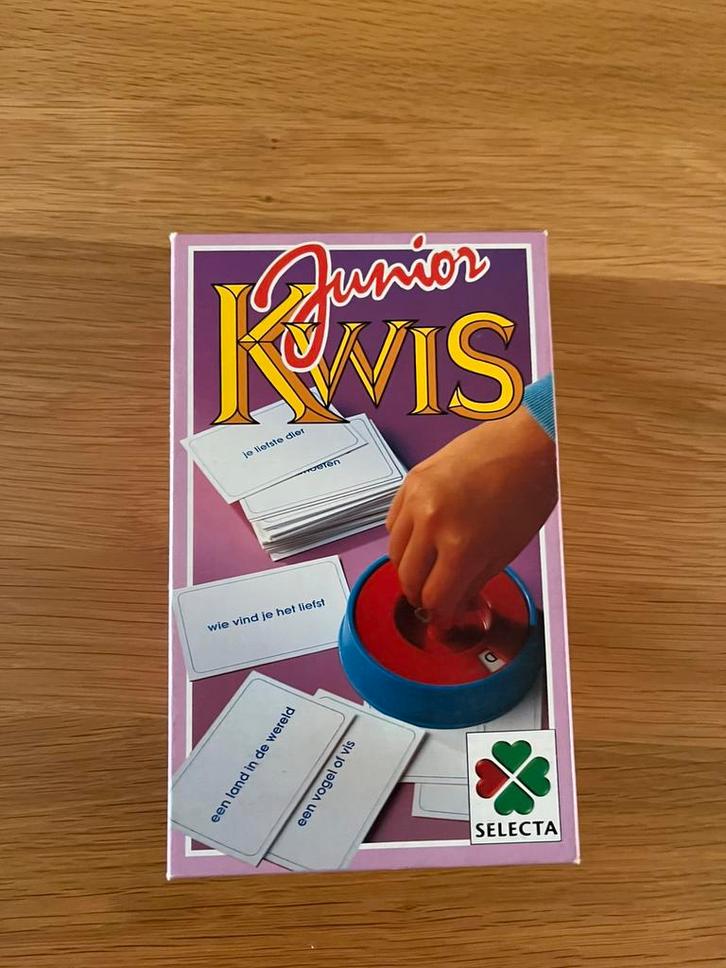 Junior
KWIS
je liefste dier
wie vind je het liefst
een land in de wereld
een vogel of vis
D
SELECTA